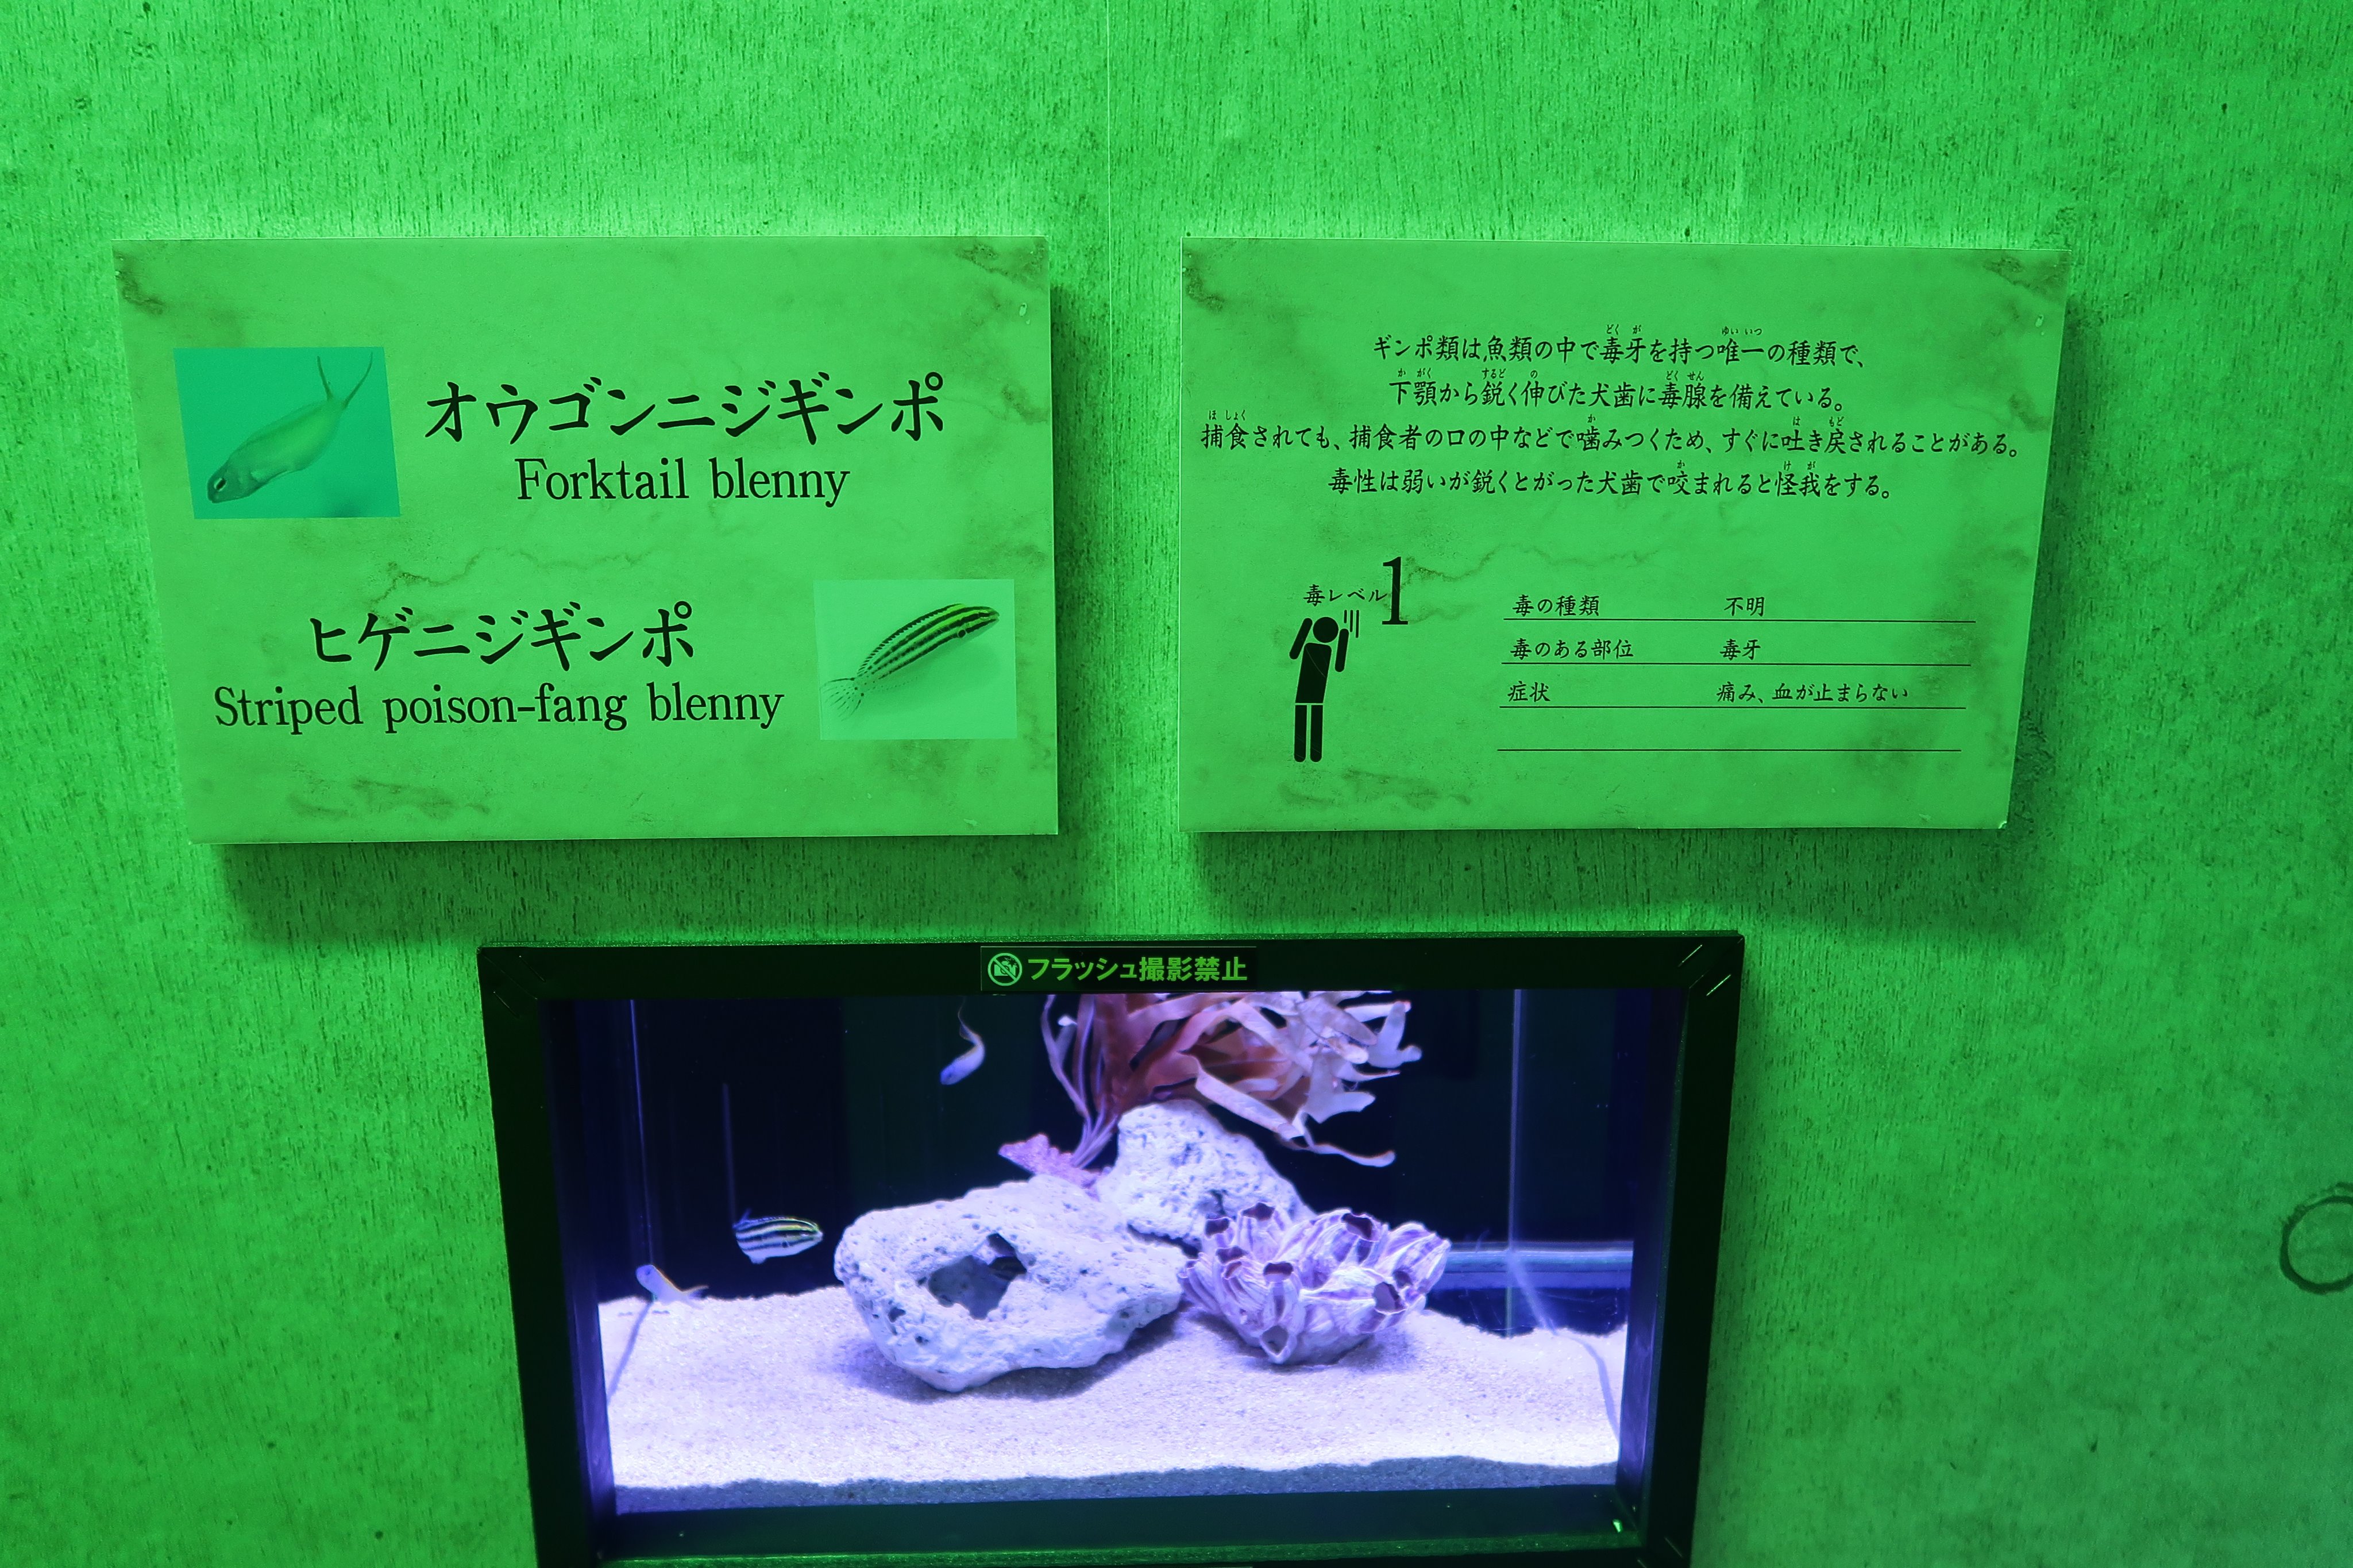 オウゴンニジギンポ
Forktail blenny
ヒゲニジギンポ
Striped poison-fang blenny
ギンポ類は魚類の中で毒牙を持つ唯一の種類で、
下顎から鋭く伸びた犬歯に毒腺を備えている。
捕食されても、捕食者の口の中などで噛みつくため、すぐに吐き戻されることがある。
毒性は弱いが鋭くとがった犬歯で咬まれると怪我をする。
毒レベル1
毒の種類 不明
毒のある部位 毒牙
症状 痛み、血が止まらない
フラッシュ撮影禁止